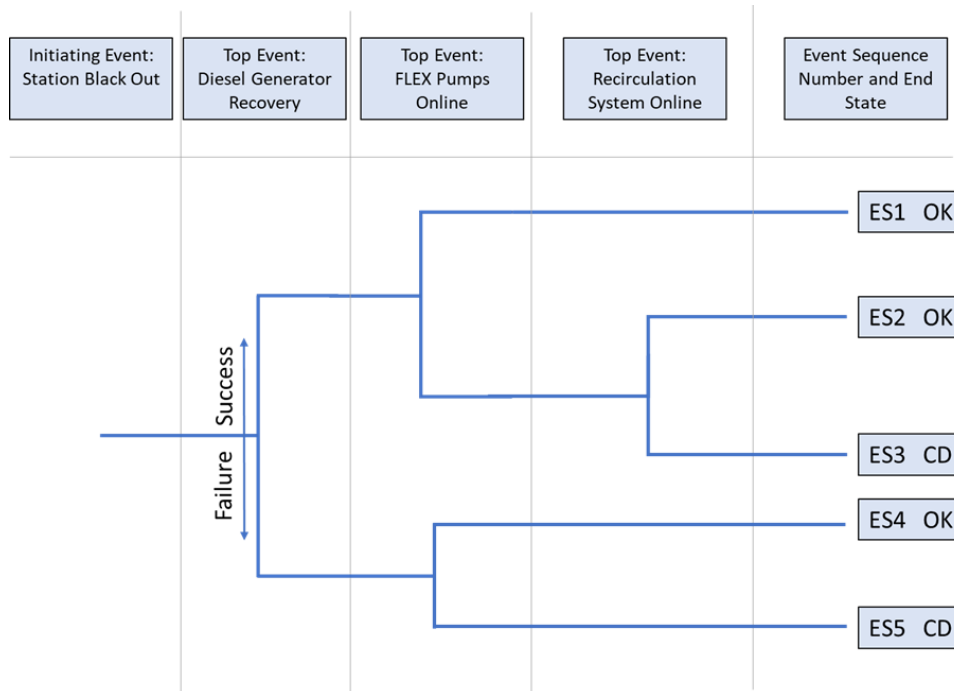 Initiating Event:
Station Black Out
Top Event:
Diesel Generator
Recovery
Top Event:
FLEX Pumps
Online
Top Event:
Recirculation
System Online
Event Sequence
Number and End
State
Success
Failure
ES1 OK
ES2 OK
ES3 CD
ES4 OK
ES5 CD